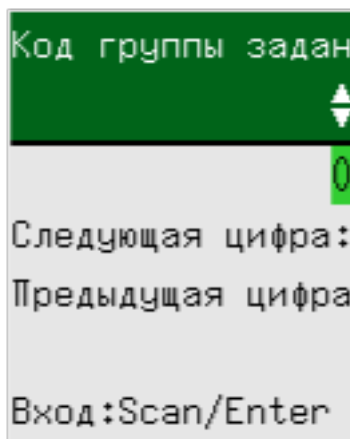 Код группы задан
0
Следующая цифра:
Предыдущая цифра
Вход:Scan/Enter